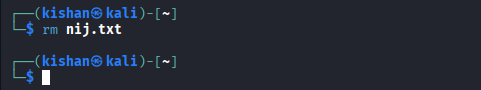 ┌──(kishan㉿kali)-[~]
└─$ rm nij.txt
┌──(kishan㉿kali)-[~]
└─$